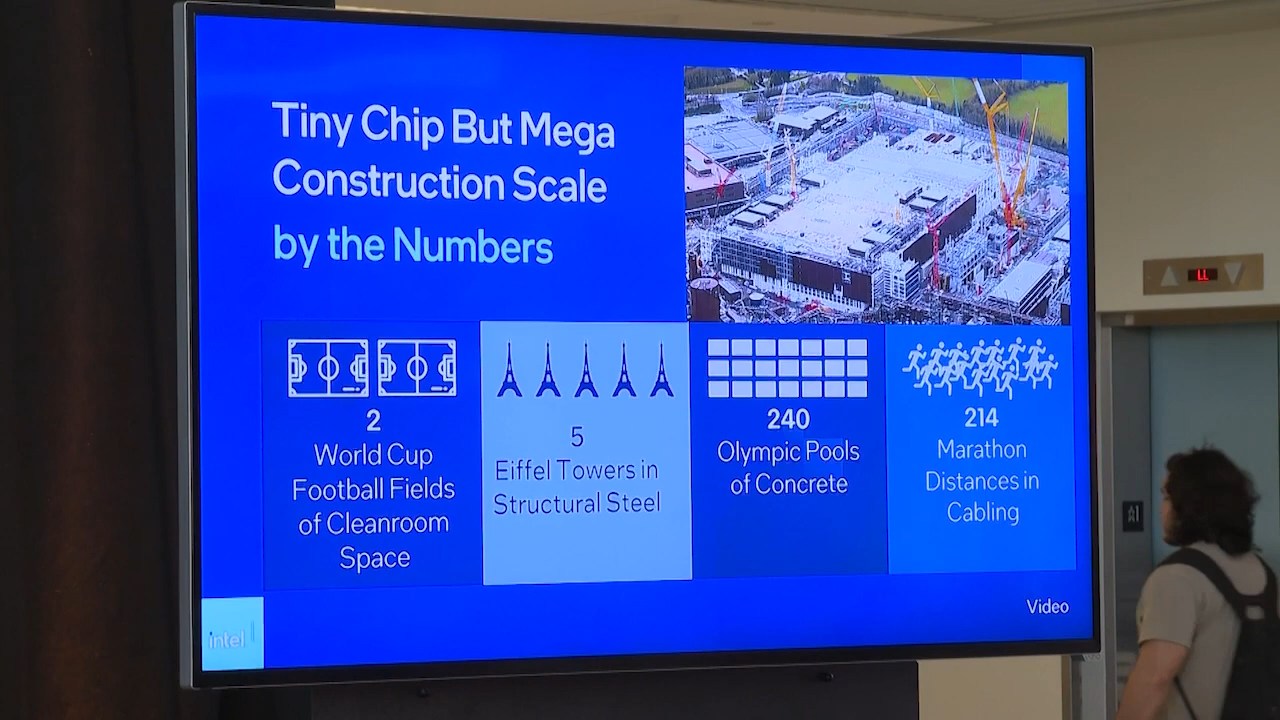 Tiny Chip But Mega
Construction Scale
by the Numbers
2
World Cup
Football Fields
of Cleanroom
Space
5
Eiffel Towers in
Structural Steel
240
Olympic Pools
of Concrete
214
Marathon
Distances in
Cabling
Video
intel
LL